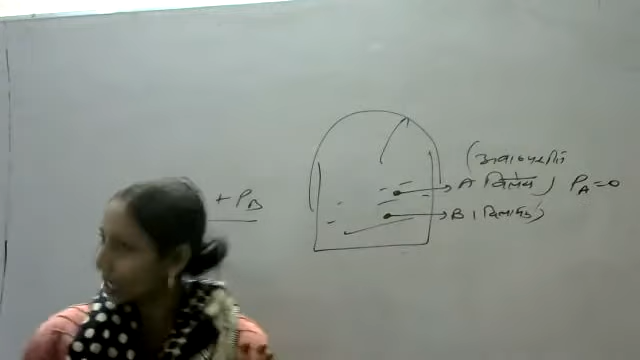 + P_B
(अवाष्पशील
A विलेय) P_A = 0
B (विलायक)